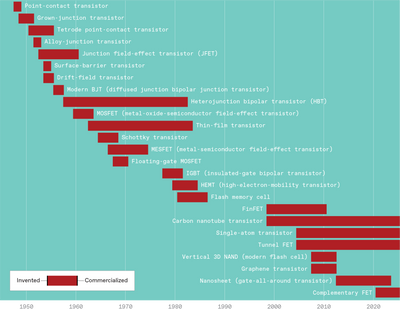 Point-contact transistor
Grown-junction transistor
Tetrode point-contact transistor
Alloy-junction transistor
Junction field-effect transistor (JFET)
Surface-barrier transistor
Drift-field transistor
Modern BJT (diffused junction bipolar junction transistor)
Heterojunction bipolar transistor (HBT)
MOSFET (metal-oxide-semiconductor field-effect transistor)
Thin-film transistor
Schottky transistor
MESFET (metal-semiconductor field-effect transistor)
Floating-gate MOSFET
IGBT (insulated-gate bipolar transistor)
HEMT (high-electron-mobility transistor)
Flash memory cell
FinFET
Carbon nanotube transistor
Single-atom transistor
Tunnel FET
Vertical 3D NAND (modern flash cell)
Graphene transistor
Nanosheet (gate-all-around transistor)
Complementary FET
Invented Commercialized
1950 1960 1970 1980 1990 2000 2010 2020